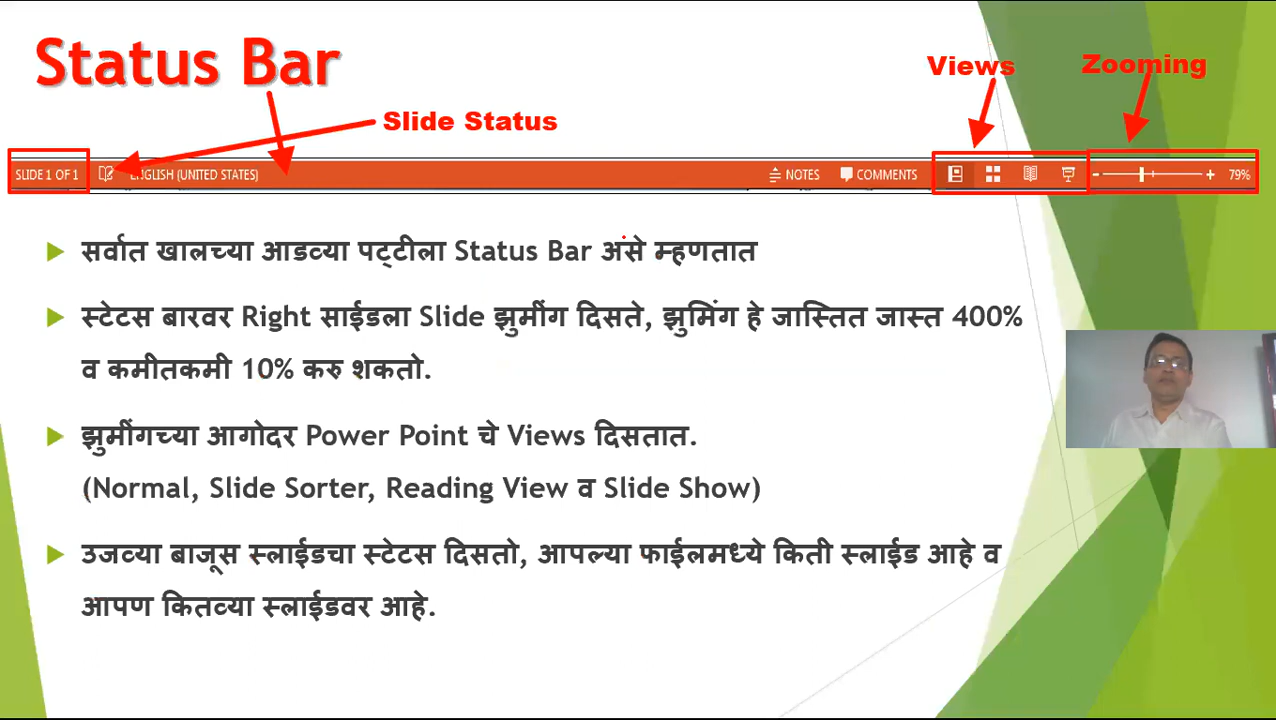 Status Bar
Views
Zooming
Slide Status
SLIDE 1 OF 1 ENGLISH (UNITED STATES) NOTES COMMENTS 79%
सर्वात खालच्या आडव्या पट्टीला Status Bar असे म्हणतात
स्टेटस बारवर Right साईडला Slide झुमींग दिसते, झुमिंग हे जास्तित जास्त 400%
व कमीतकमी 10% करु शकतो.
झुमींगच्या आगोदर Power Point चे Views दिसतात.
(Normal, Slide Sorter, Reading View व Slide Show)
उजव्या बाजूस स्लाईडचा स्टेटस दिसतो, आपल्या फाईलमध्ये किती स्लाईड आहे व
आपण कितव्या स्लाईडवर आहे.